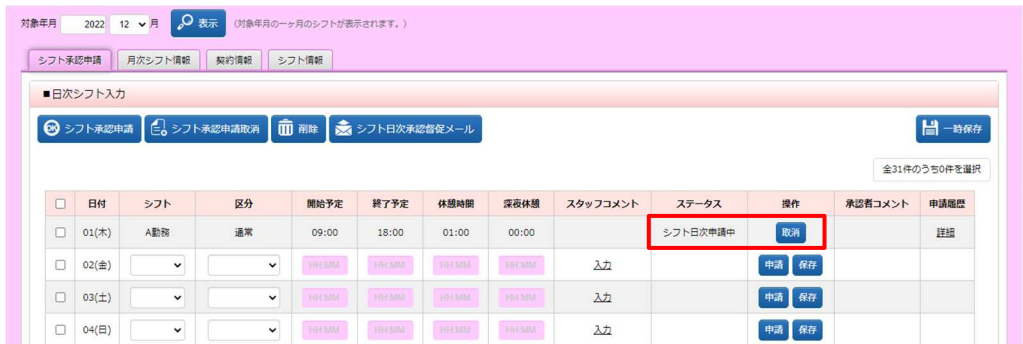 対象年月 2022 12 月 表示 (対象年月の一ヶ月のシフトが表示されます。)
シフト承認申請 月次シフト情報 契約情報 シフト情報
■日次シフト入力
OK シフト承認申請 シフト承認申請取消 削除 シフト日次承認督促メール 一時保存
全31件のうち0件を選択
日付 シフト 区分 開始予定 終了予定 休憩時間 深夜休憩 スタッフコメント ステータス 操作 承認者コメント 申請履歴
01(木) A勤務 通常 09:00 18:00 01:00 00:00 シフト日次申請中 取消 詳細
02(金) HH:MM HH:MM HH:MM HH:MM 入力 申請 保存
03(土) HH:MM HH:MM HH:MM HH:MM 入力 申請 保存
04(日) HH:MM HH:MM HH:MM HH:MM 入力 申請 保存